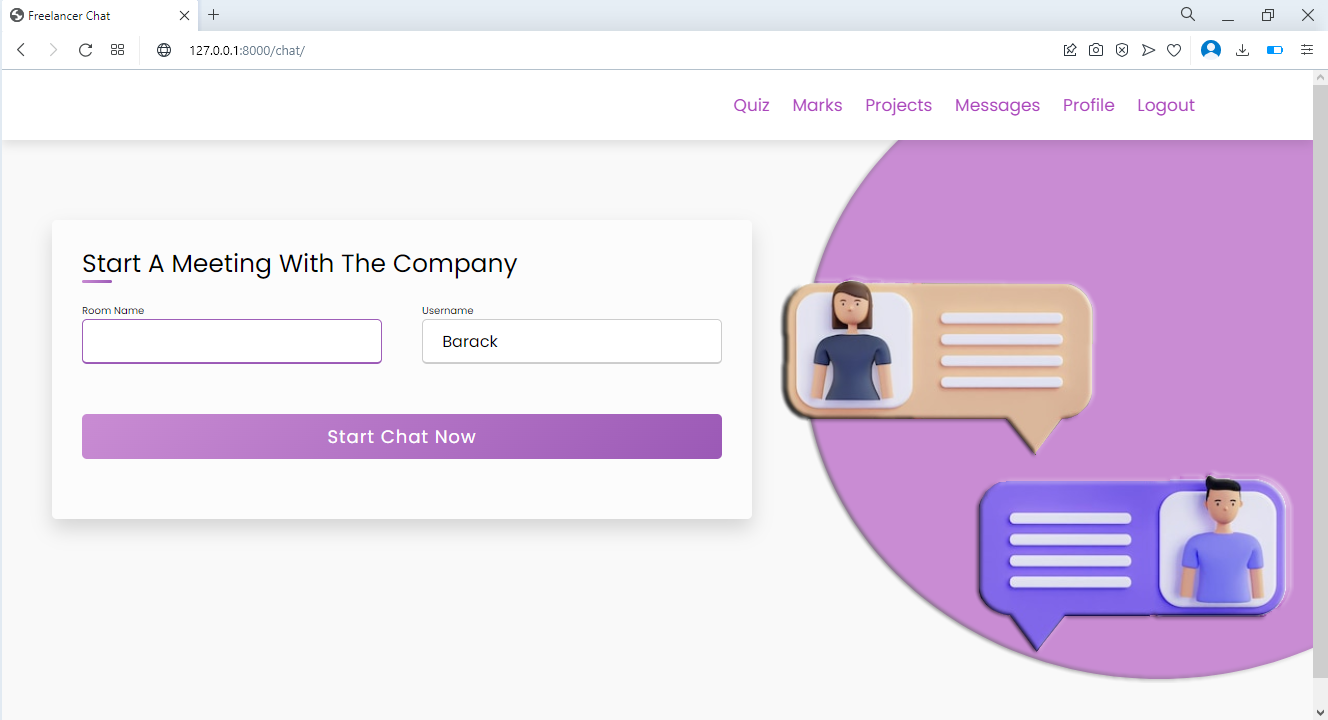 Freelancer Chat
127.0.0.1:8000/chat/
Quiz Marks Projects Messages Profile Logout
Start A Meeting With The Company
Room Name Username
Barack
Start Chat Now